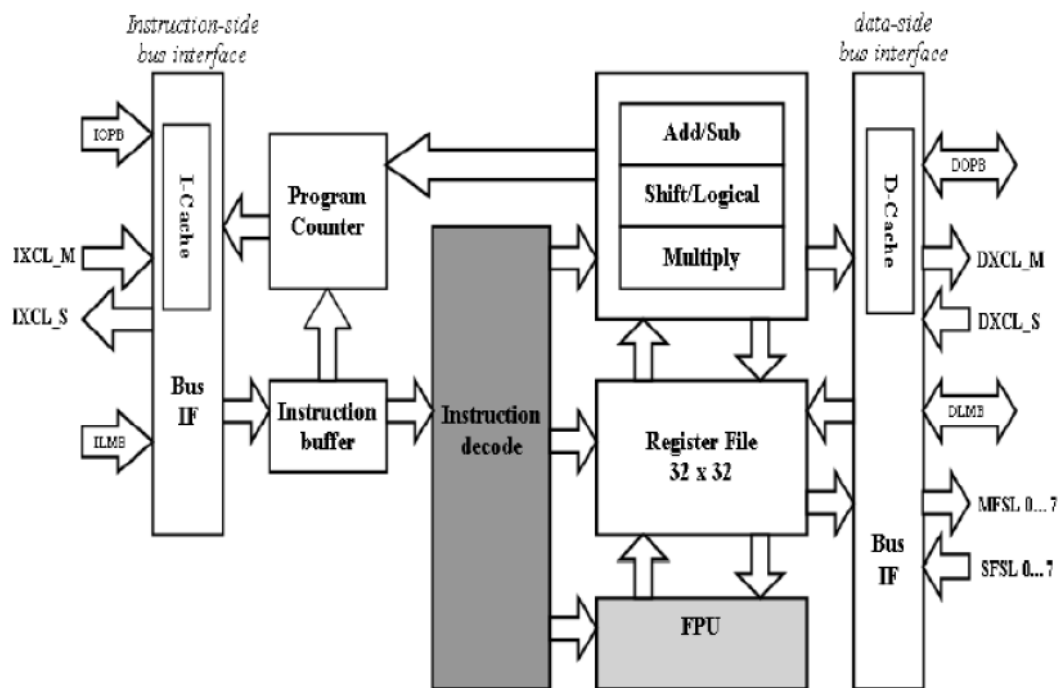 Instruction-side
bus interface
data-side
bus interface
IOPB
I-Cache
IXCL_M
IXCL_S
Bus
IF
ILMB
Program
Counter
Instruction
buffer
Instruction
decode
Add/Sub
Shift/Logical
Multiply
Register File
32 x 32
FPU
D-Cache
Bus
IF
DOPB
DXCL_M
DXCL_S
DLMB
MFSL 0... 7
SFSL 0... 7